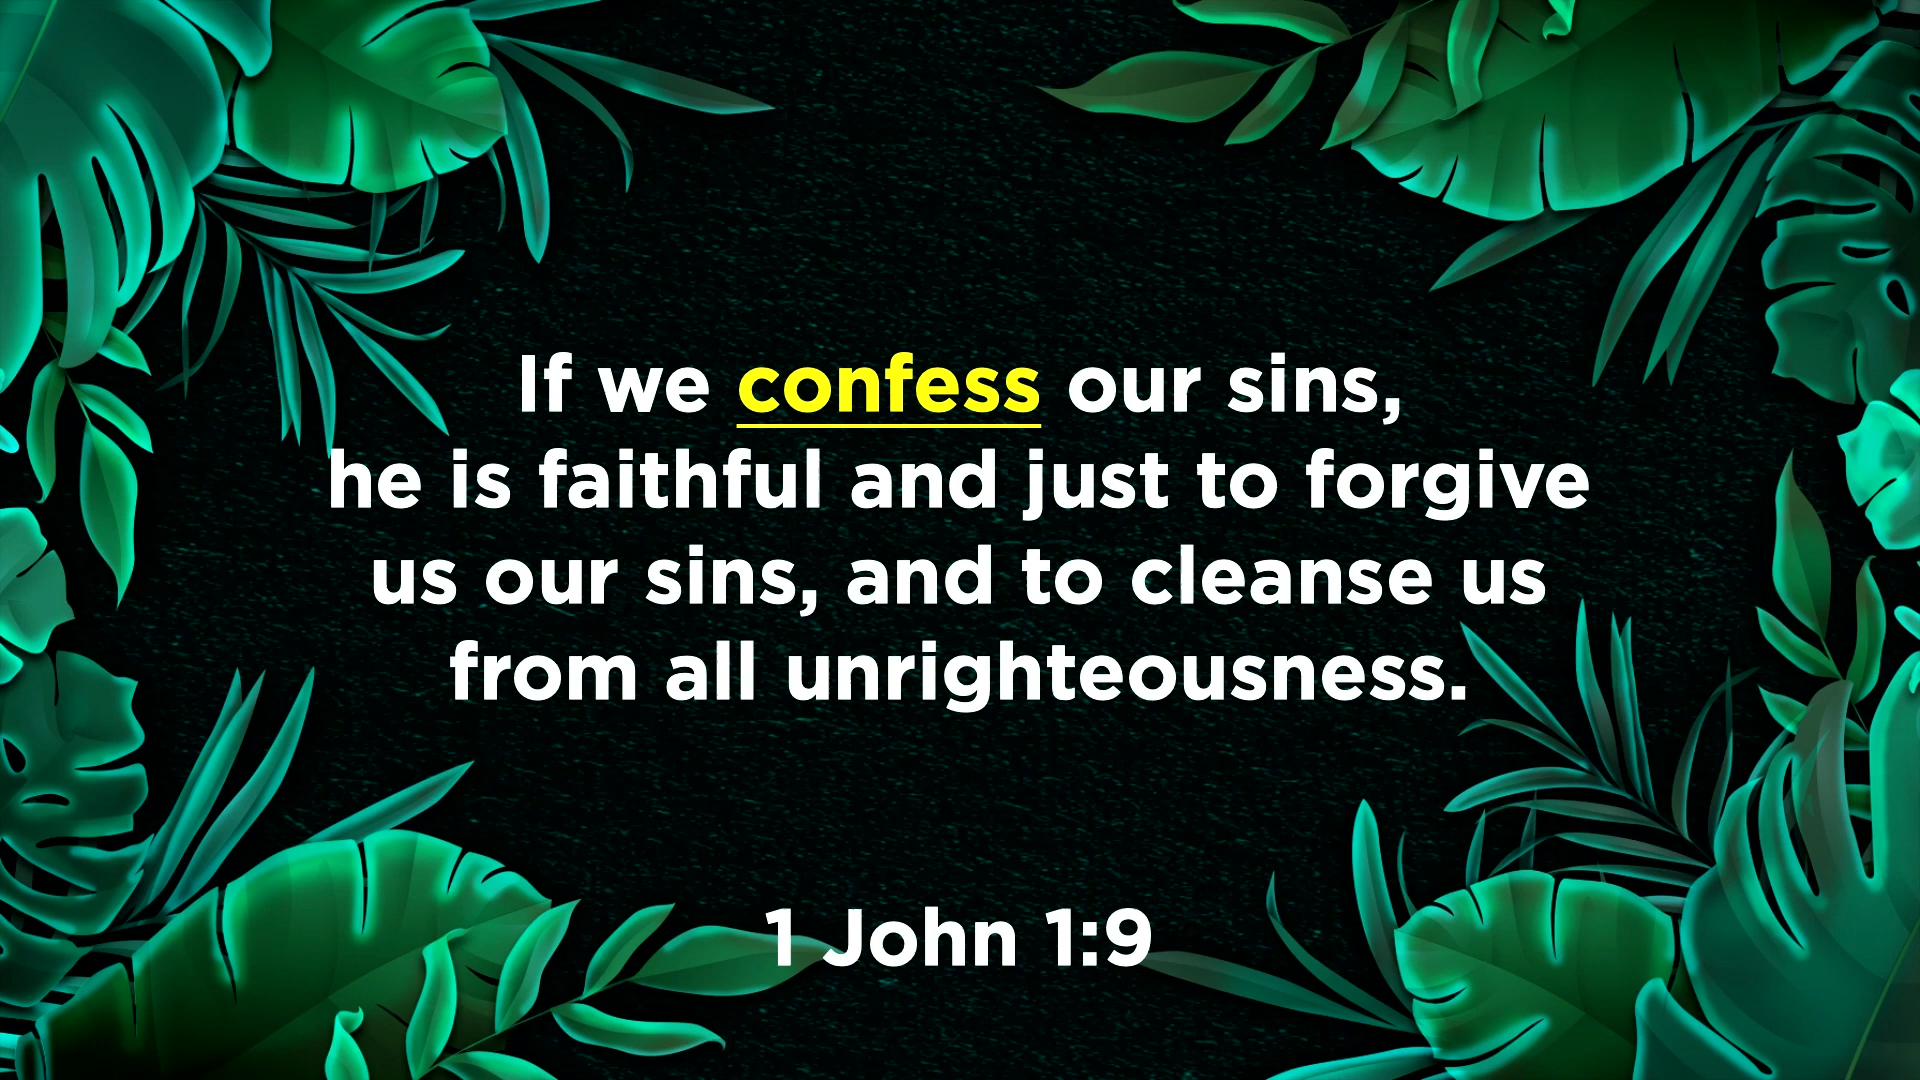 If we confess our sins,
he is faithful and just to forgive
us our sins, and to cleanse us
from all unrighteousness.
1 John 1:9